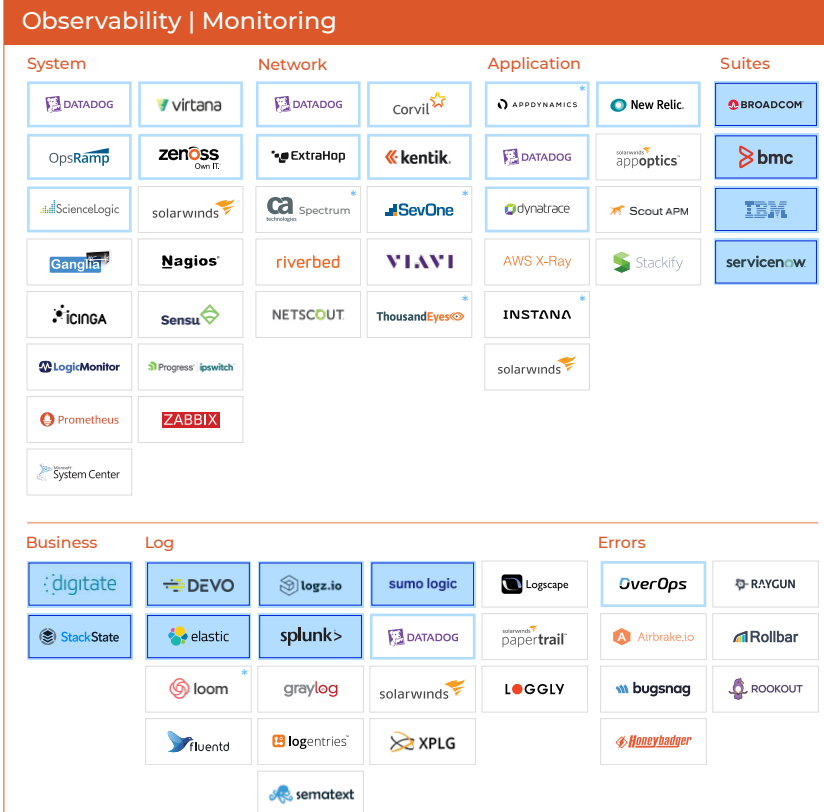 Observability | Monitoring
System
Network
Application
Suites
DATADOG
virtana
DATADOG
Corvil
*
APPDYNAMICS
New Relic.
BROADCOM
OpsRamp
zenoss
Own IT.
ExtraHop
kentik.
DATADOG
solarwinds
appoptics
bmc
ScienceLogic
solarwinds
ca
technologies
Spectrum
*
SevOne
*
dynatrace
Scout APM
IBM
Ganglia
Nagios
riverbed
VIAVI
AWS X-Ray
Stackify
servicenow
iCINGA
Sensu
NETSCOUT
ThousandEyes
*
INSTANA
*
LogicMonitor
Progress | ipswitch
solarwinds
Prometheus
ZABBIX
Microsoft
System Center
Business
Log
Errors
digitate
DEVO
logz.io
sumo logic
Logscape
OverOps
RAYGUN
StackState
elastic
splunk>
DATADOG
solarwinds
papertrail
Airbrake.io
Rollbar
loom
*
graylog
solarwinds
LOGGLY
bugsnag
ROOKOUT
fluentd
logentries
XPLG
Honeybadger
sematext